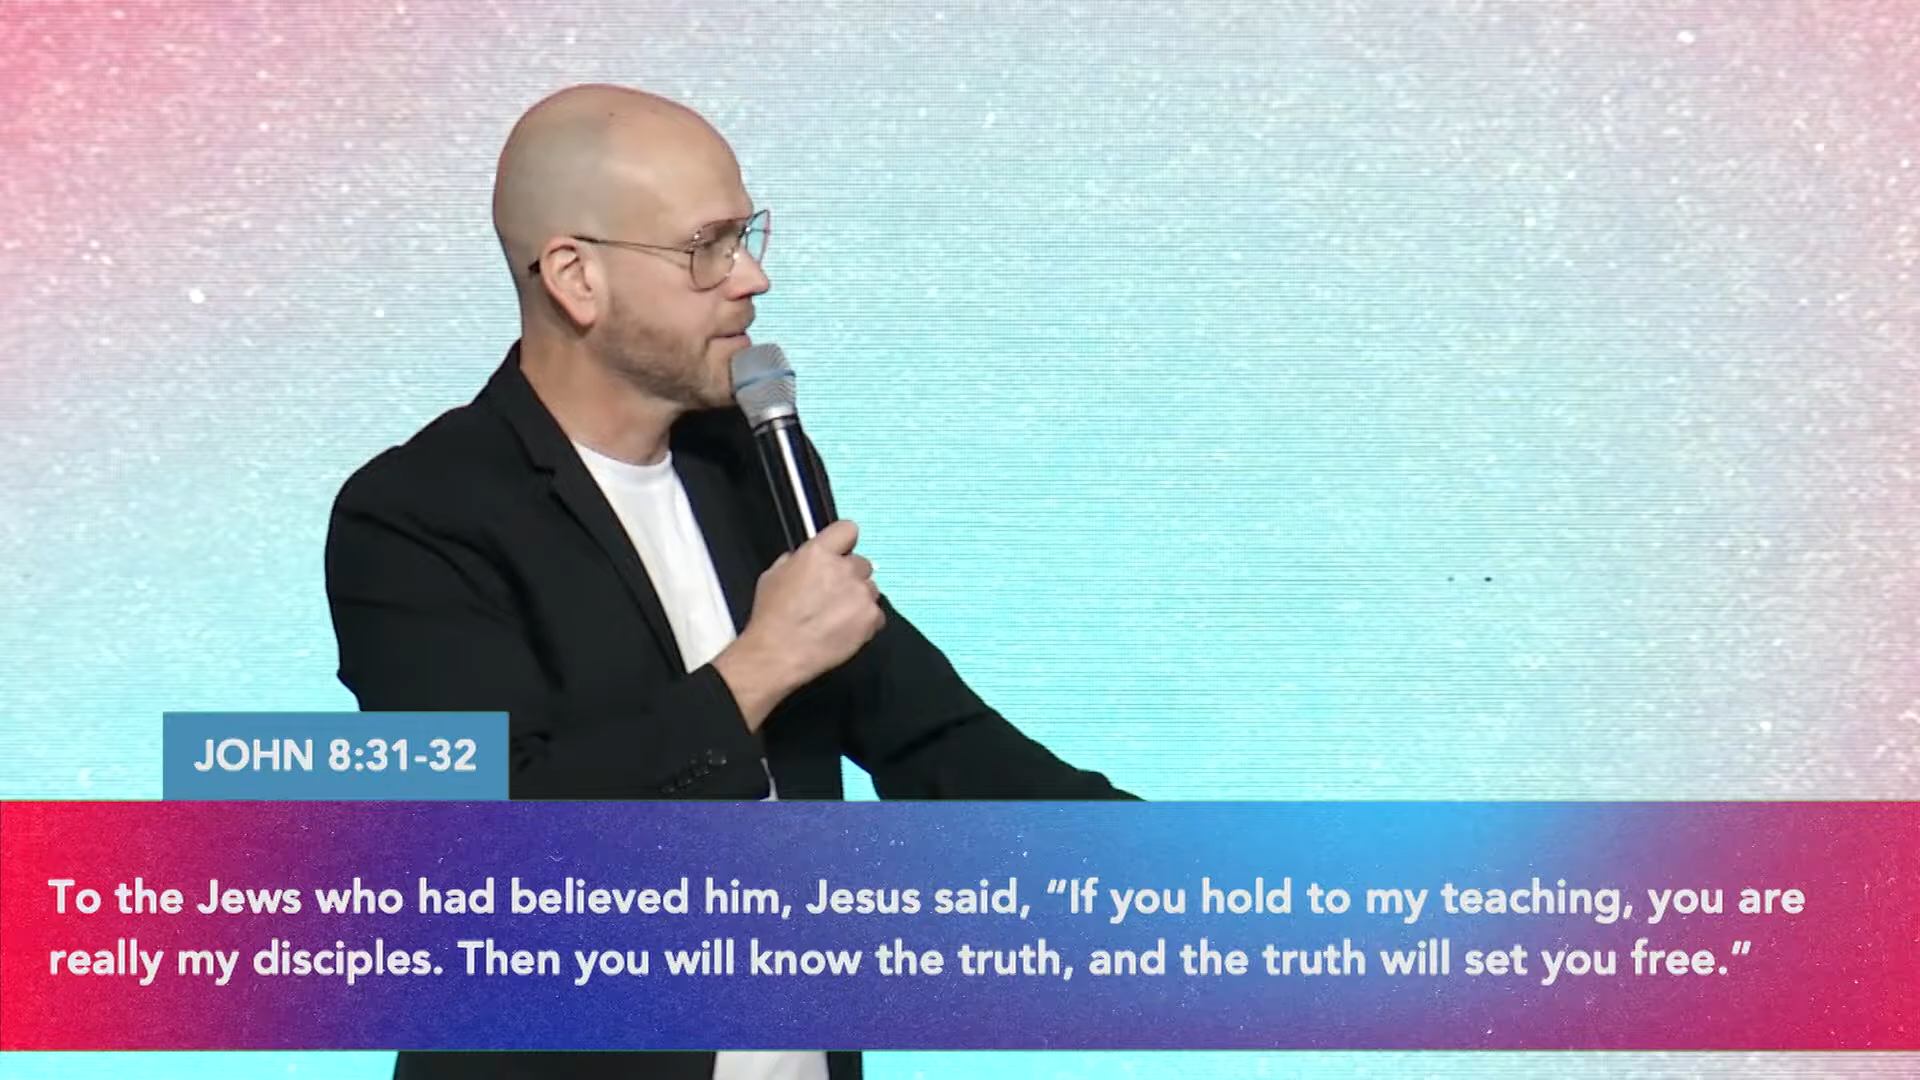 JOHN 8:31-32
To the Jews who had believed him, Jesus said, “If you hold to my teaching, you are
really my disciples. Then you will know the truth, and the truth will set you free.”